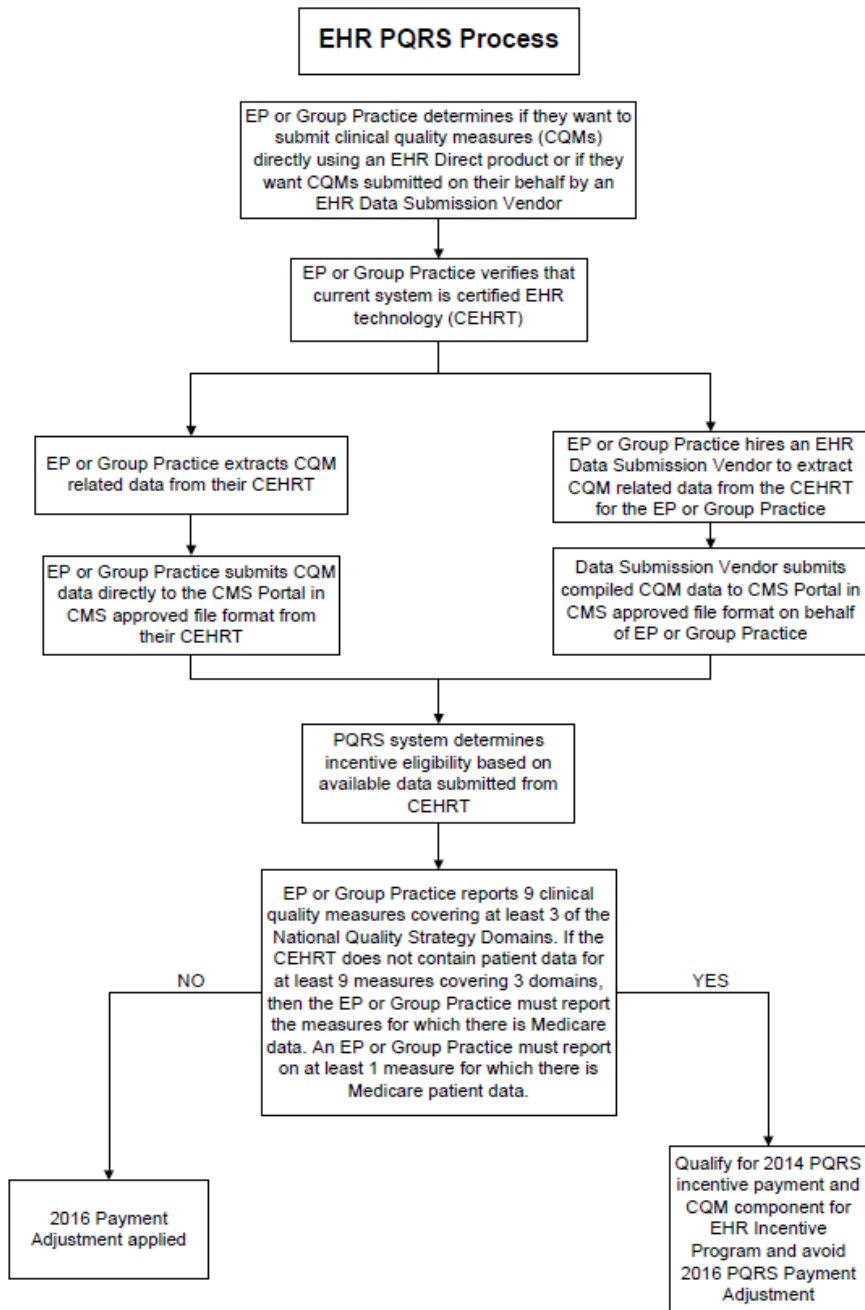 EHR PQRS Process
EP or Group Practice determines if they want to
submit clinical quality measures (CQMs)
directly using an EHR Direct product or if they
want CQMs submitted on their behalf by an
EHR Data Submission Vendor
EP or Group Practice verifies that
current system is certified EHR
technology (CEHRT)
EP or Group Practice extracts CQM
related data from their CEHRT
EP or Group Practice hires an EHR
Data Submission Vendor to extract
CQM related data from the CEHRT
for the EP or Group Practice
EP or Group Practice submits CQM
data directly to the CMS Portal in
CMS approved file format from
their CEHRT
Data Submission Vendor submits
compiled CQM data to CMS Portal in
CMS approved file format on behalf
of EP or Group Practice
PQRS system determines
incentive eligibility based on
available data submitted from
CEHRT
EP or Group Practice reports 9 clinical
quality measures covering at least 3 of the
National Quality Strategy Domains. If the
CEHRT does not contain patient data for
at least 9 measures covering 3 domains,
then the EP or Group Practice must report
the measures for which there is Medicare
data. An EP or Group Practice must report
on at least 1 measure for which there is
Medicare patient data.
NO
YES
2016 Payment
Adjustment applied
Qualify for 2014 PQRS
incentive payment and
CQM component for
EHR Incentive
Program and avoid
2016 PQRS Payment
Adjustment